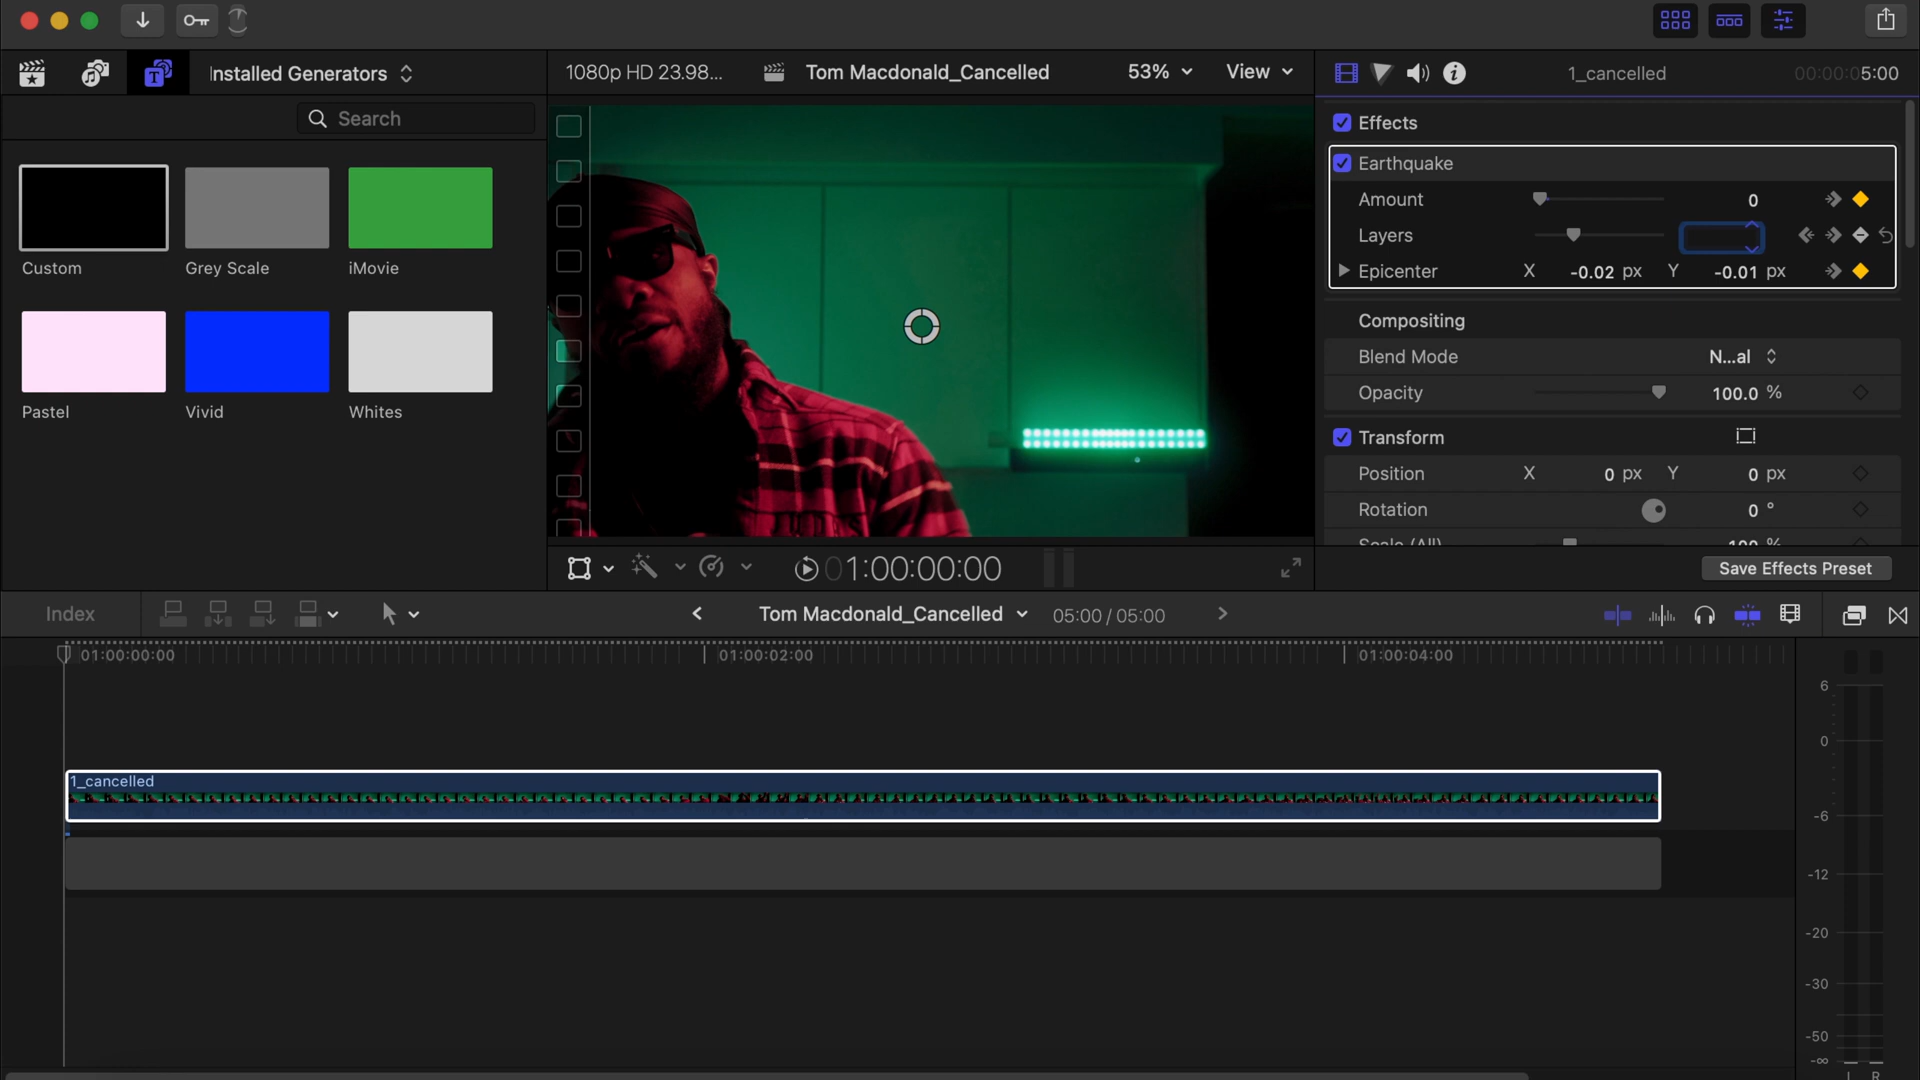 Installed Generators
1080p HD 23.98...
Tom Macdonald_Cancelled
53%
View
1_cancelled
00:00:05:00
Search
Custom
Grey Scale
iMovie
Pastel
Vivid
Whites
Effects
Earthquake
Amount
0
Layers
Epicenter
X
-0.02 px
Y
-0.01 px
Compositing
Blend Mode
N...al
Opacity
100.0 %
Transform
Position
X
0 px
Y
0 px
Rotation
0 °
Scale (All)
100 %
01:00:00:00
Save Effects Preset
Index
Tom Macdonald_Cancelled
05:00 / 05:00
01:00:00:00
01:00:02:00
01:00:04:00
1_cancelled
6
0
-6
-12
-20
-30
-50
-∞
L
R